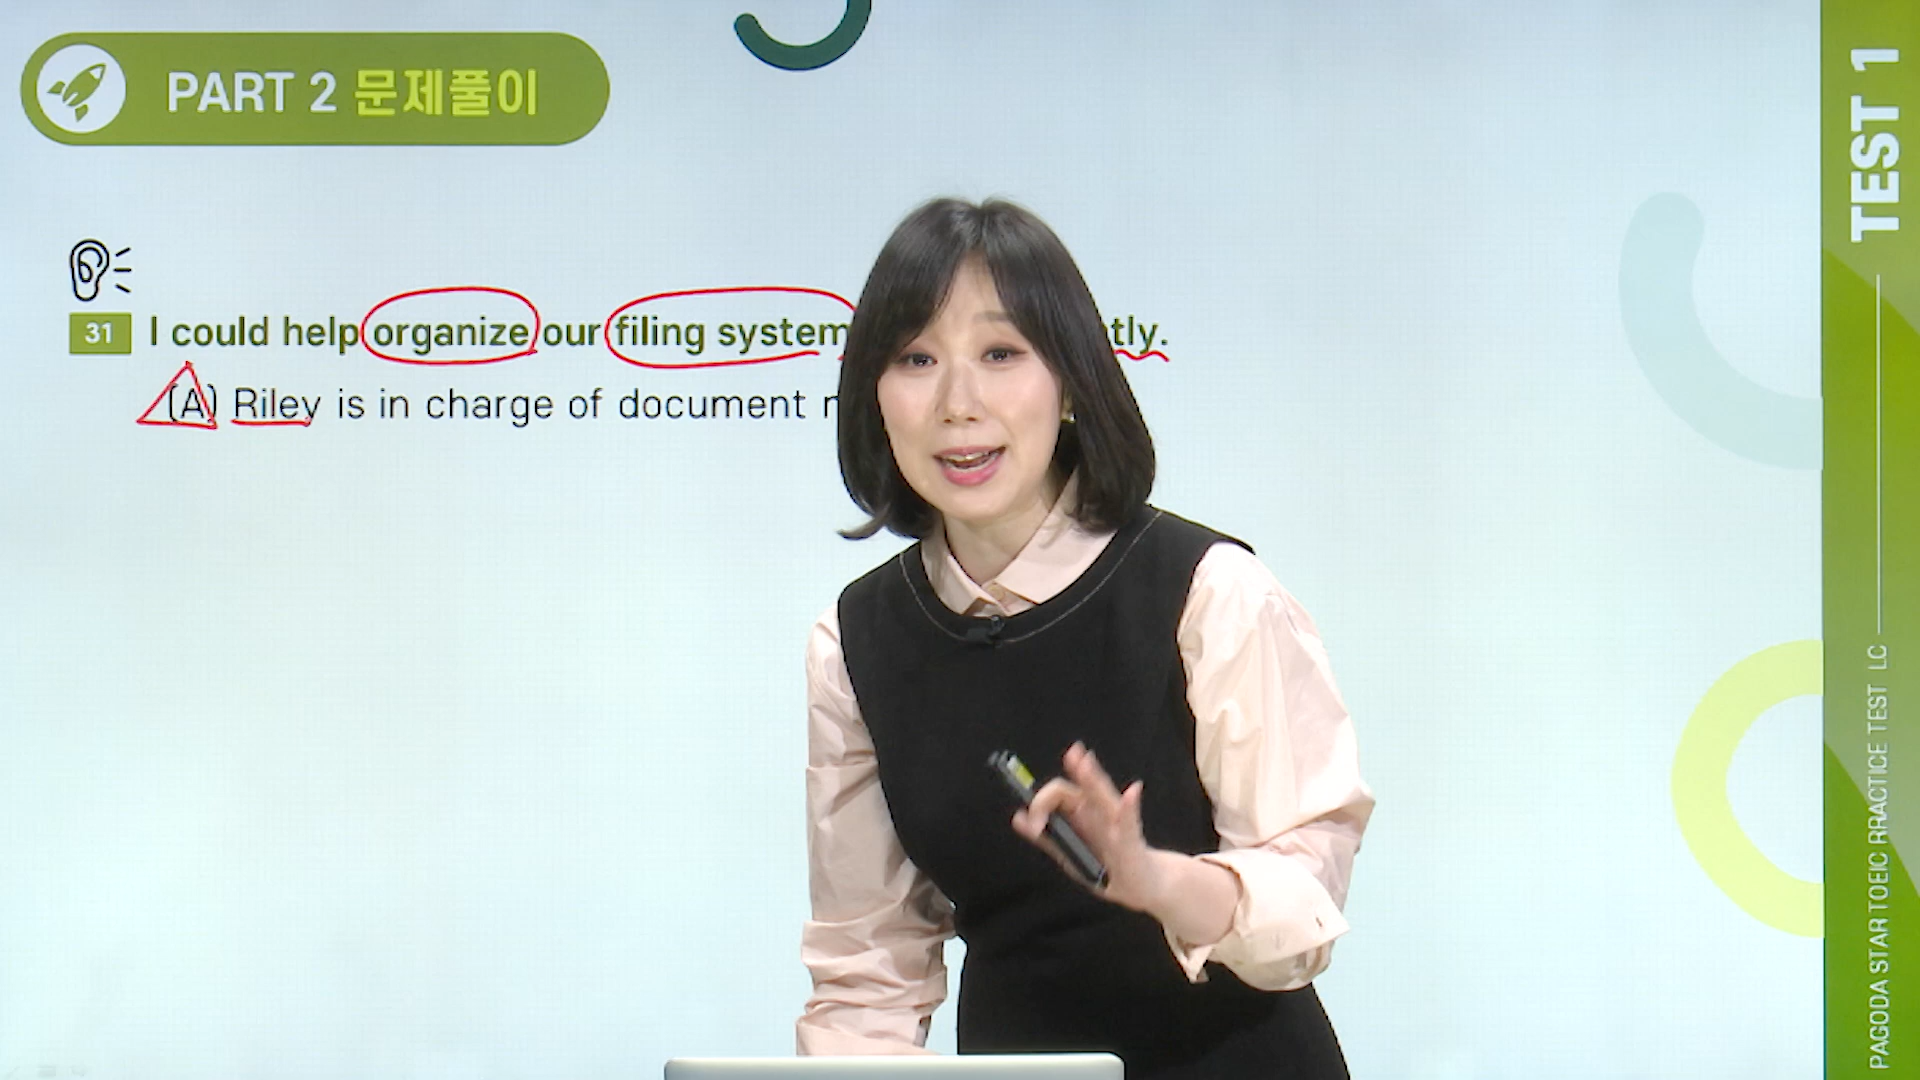 PART 2 문제풀이
31 I could help organize our filing system
(A) Riley is in charge of document
TEST 1
PAGODA STAR TOEIC RRACTICE TEST LC